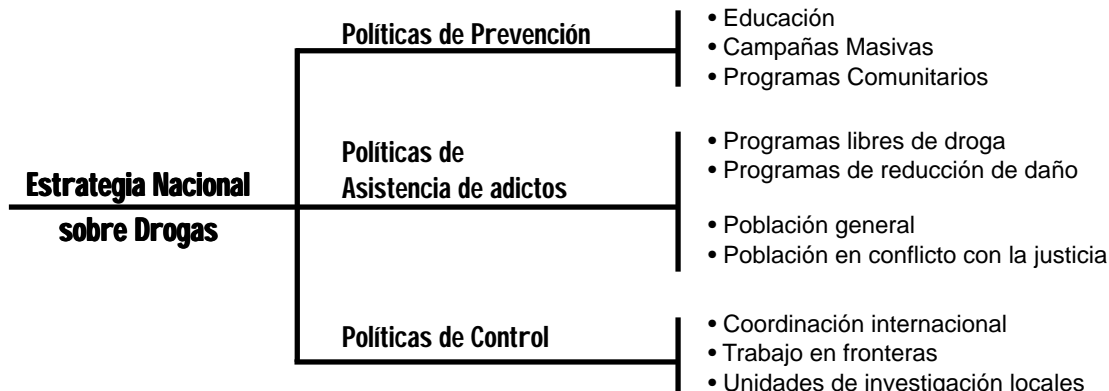 Estrategia Nacional
sobre Drogas
Políticas de Prevención
• Educación
• Campañas Masivas
• Programas Comunitarios
Políticas de
Asistencia de adictos
• Programas libres de droga
• Programas de reducción de daño
• Población general
• Población en conflicto con la justicia
Políticas de Control
• Coordinación internacional
• Trabajo en fronteras
• Unidades de investigación locales